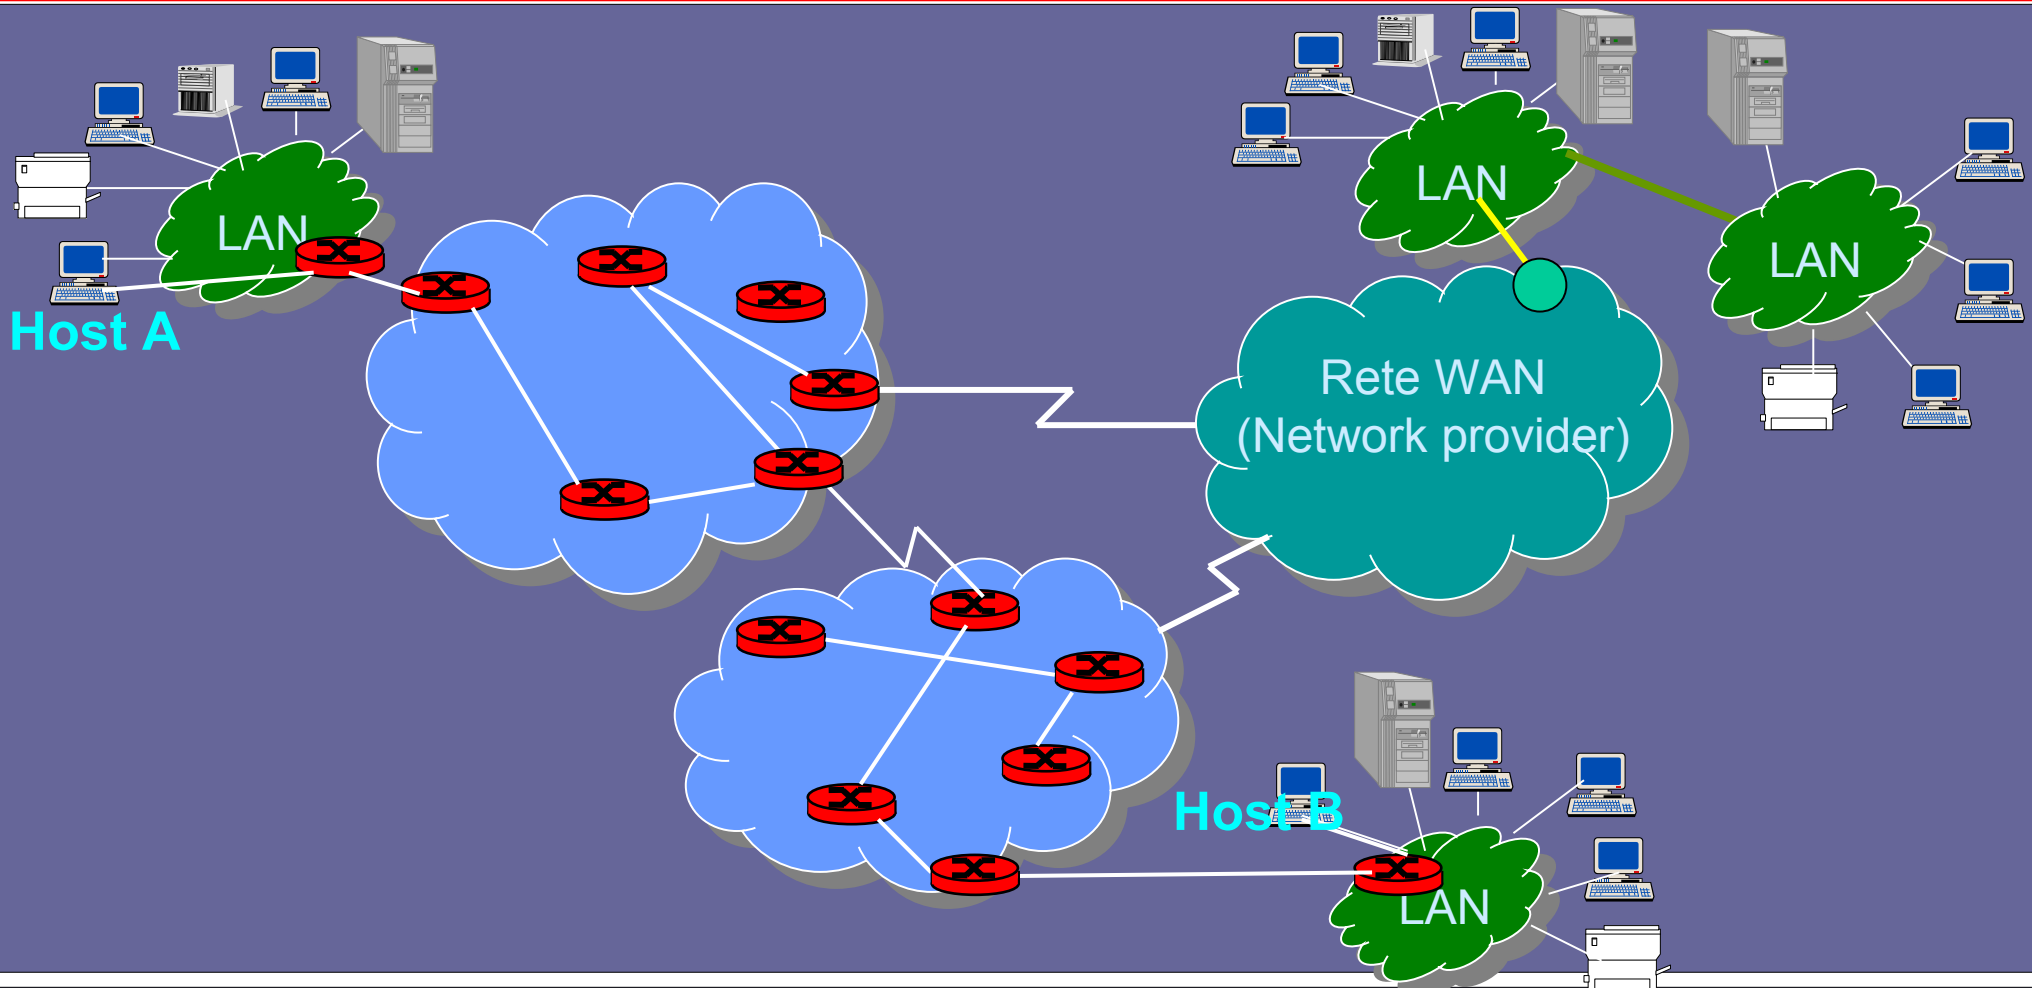 LAN
LAN
LAN
Host A
Rete WAN
(Network provider)
Host B
LAN